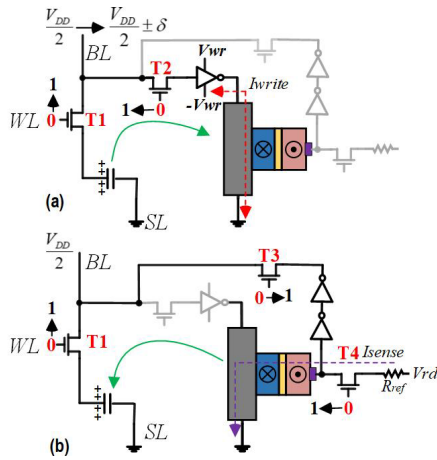 V_DD/2 → V_DD/2 ± δ
BL
T2
Vwr
-Vwr
Iwrite
1
1 0
WL 0 T1
++++
SL
(a)
V_DD/2
BL
T3
0 1
1
WL 0 T1
T4 Isense
Vrd
R_ref
1 0
++++
SL
(b)